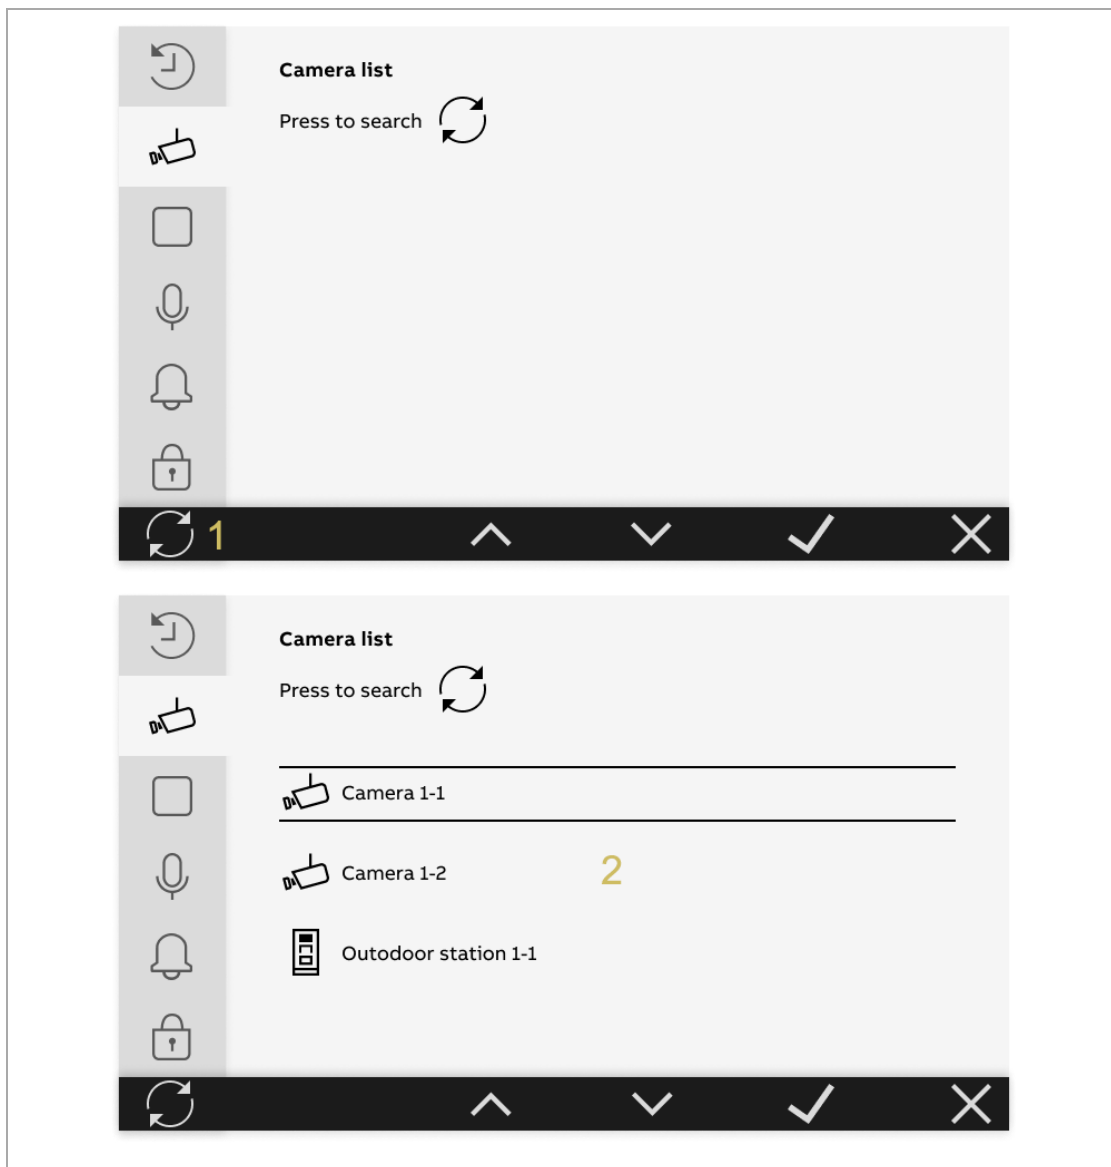 Camera list
Press to search
1
Camera list
Press to search
Camera 1-1
Camera 1-2
2
Outodoor station 1-1